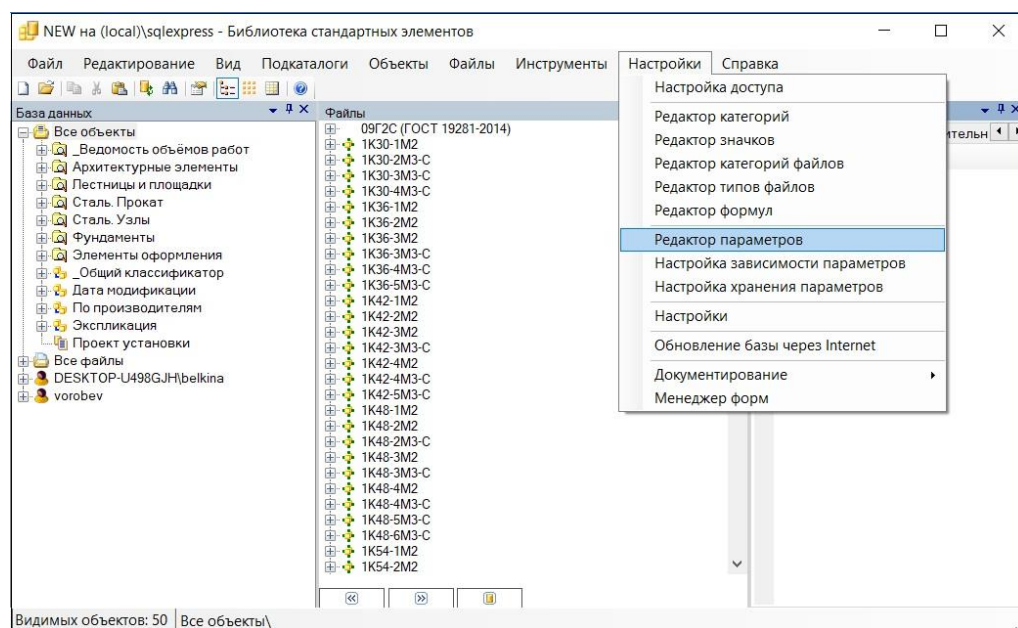 NEW на (local)\sqlexpress - Библиотека стандартных элементов
Файл Редактирование Вид Подкаталоги Объекты Файлы Инструменты Настройки Справка
База данных
Все объекты
_Ведомость объёмов работ
Архитектурные элементы
Лестницы и площадки
Сталь. Прокат
Сталь. Узлы
Фундаменты
Элементы оформления
_Общий классификатор
Дата модификации
По производителям
Экспликация
Проект установки
Все файлы
DESKTOP-U498GJH\belkina
vorobev
Файлы
09Г2С (ГОСТ 19281-2014)
1К30-1М2
1К30-2М3-С
1К30-3М3-С
1К30-4М3-С
1К36-1М2
1К36-2М2
1К36-3М2
1К36-3М3-С
1К36-4М3-С
1К36-5М3-С
1К42-1М2
1К42-2М2
1К42-3М2
1К42-3М3-С
1К42-4М2
1К42-4М3-С
1К42-5М3-С
1К48-1М2
1К48-2М2
1К48-2М3-С
1К48-3М2
1К48-3М3-С
1К48-4М2
1К48-4М3-С
1К48-5М3-С
1К48-6М3-С
1К54-1М2
1К54-2М2
Настройка доступа
Редактор категорий
Редактор значков
Редактор категорий файлов
Редактор типов файлов
Редактор формул
Редактор параметров
Настройка зависимости параметров
Настройка хранения параметров
Настройки
Обновление базы через Internet
Документирование
Менеджер форм
ительн
Видимых объектов: 50 Все объекты\